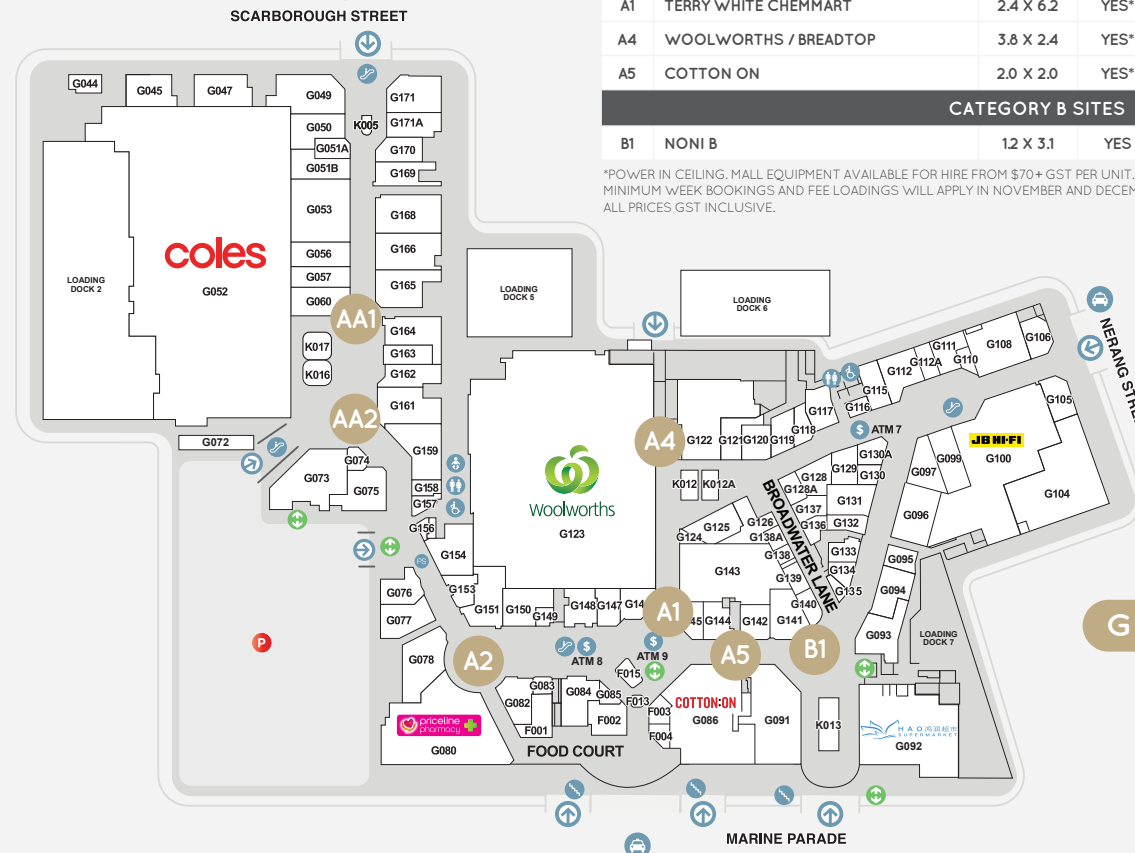 SCARBOROUGH STREET
A1 TERRY WHITE CHEMMART 2.4 X 6.2 YES*
A4 WOOLWORTHS / BREADTOP 3.8 X 2.4 YES*
A5 COTTON ON 2.0 X 2.0 YES*
CATEGORY B SITES
B1 NONI B 1.2 X 3.1 YES
*POWER IN CEILING. MALL EQUIPMENT AVAILABLE FOR HIRE FROM $70+ GST PER UNIT.
MINIMUM WEEK BOOKINGS AND FEE LOADINGS WILL APPLY IN NOVEMBER AND
ALL PRICES GST INCLUSIVE.
G044
G045
G047
G049
G171
G050
K005
G171A
G051A
G170
G051B
G169
G053
G168
coles
G052
G056
G166
G057
G165
G060
LOADING
DOCK 2
LOADING
DOCK 5
LOADING
DOCK 6
AA1
G164
K017
G163
K016
G162
AA2
G161
G072
G159
G074
G073
G075
G158
G157
G156
G154
Woolworths
G123
A4
G122
G121
G120
G119
G118
G117
G116
G115
G112
G112A
G111
G110
G108
G106
NERANG
G105
ATM 7
JB HI-FI
G100
G099
G097
G096
G104
K012
K012A
BROADWATER LANE
G130A
G130
G129
G128
G128A
G131
G137
G136
G132
G125
G124
G126
G138A
G138
G133
G134
G135
G143
G139
G140
G141
G095
G094
G093
LOADING
DOCK 7
PS
G153
G151
G150
G149
G148
G147
A1
G144
G142
G076
G077
G078
A2
$
ATM 8
$
ATM 9
A5
B1
G
P
F015
G083
G082
G084
G085
F013
F001
F002
F003
F004
COTTON:ON
G086
G091
K013
HAO 鸿润超市
SUPERMARKET
G092
priceline
pharmacy
G080
FOOD COURT
MARINE PARADE